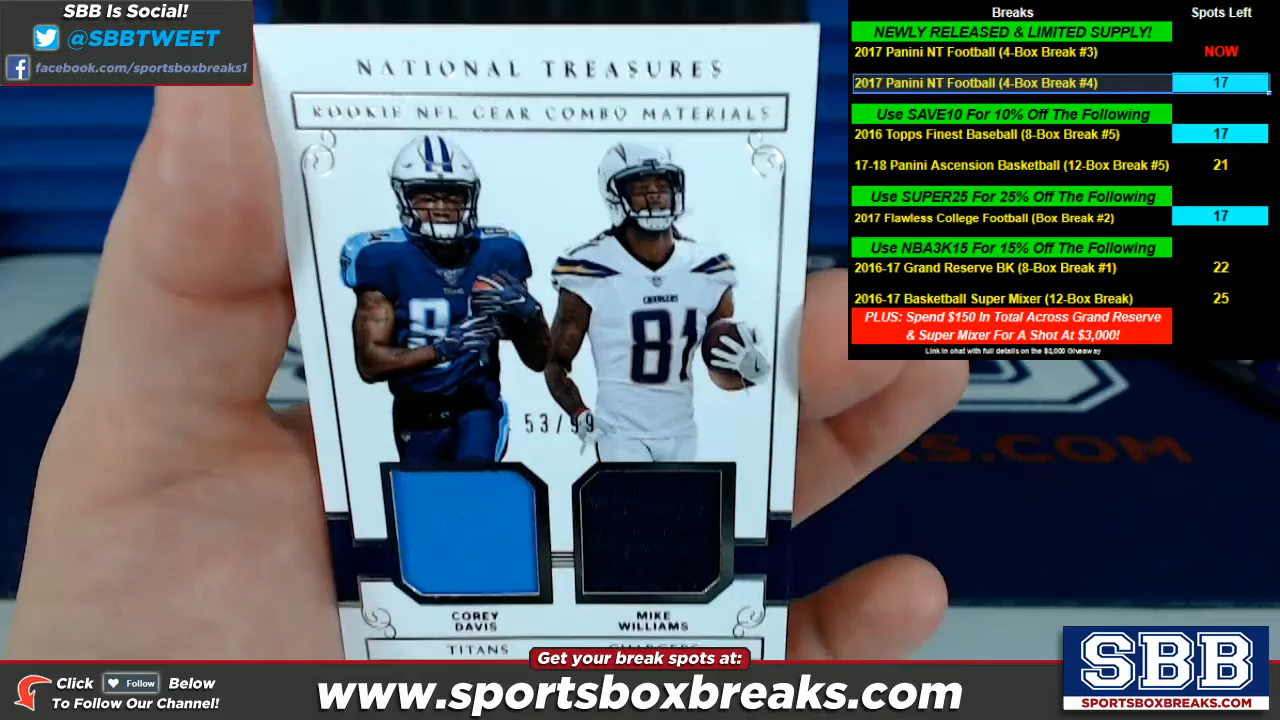 SBB Is Social!
@SBBTWEET
facebook.com/sportsboxbreaks1
NATIONAL TREASURES
ROOKIE NFL GEAR COMBO MATERIALS
CHARGERS
81
53/99
COREY DAVIS
MIKE WILLIAMS
TITANS
CHARGERS
Breaks Spots Left
NEWLY RELEASED & LIMITED SUPPLY!
2017 Panini NT Football (4-Box Break #3) NOW
2017 Panini NT Football (4-Box Break #4) 17
Use SAVE10 For 10% Off The Following
2016 Topps Finest Baseball (8-Box Break #5) 17
17-18 Panini Ascension Basketball (12-Box Break #5) 21
Use SUPER25 For 25% Off The Following
2017 Flawless College Football (Box Break #2) 17
Use NBA3K15 For 15% Off The Following
2016-17 Grand Reserve BK (8-Box Break #1) 22
2016-17 Basketball Super Mixer (12-Box Break) 25
PLUS: Spend $150 In Total Across Grand Reserve
& Super Mixer For A Shot At $3,000!
Link in chat with full details on the $3,000 Giveaway
S.COM
Get your break spots at:
Click Follow Below
To Follow Our Channel!
www.sportsboxbreaks.com
SBB
SPORTSBOXBREAKS.COM